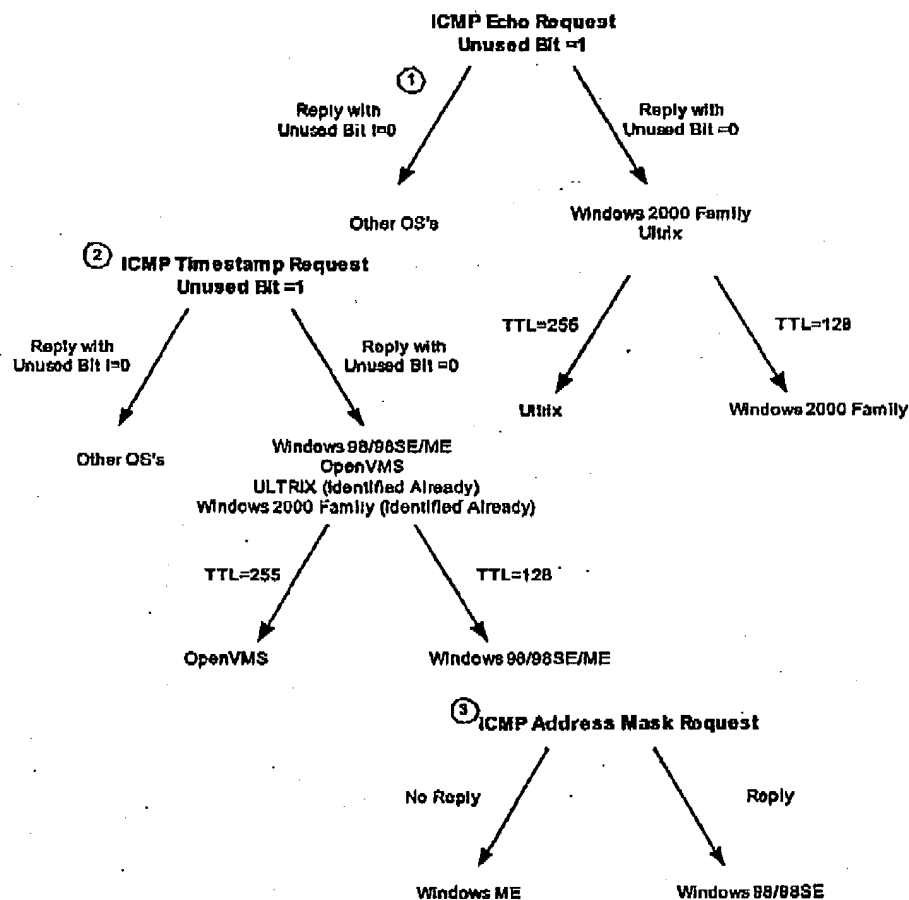 ICMP Echo Request
Unused Bit =1
1
Reply with
Unused Bit !=0
Reply with
Unused Bit =0
Other OS's
Windows 2000 Family
Ultrix
2
ICMP Timestamp Request
Unused Bit =1
TTL=255
TTL=128
Reply with
Unused Bit !=0
Reply with
Unused Bit =0
Ultrix
Windows 2000 Family
Other OS's
Windows 98/98SE/ME
OpenVMS
ULTRIX (Identified Already)
Windows 2000 Family (Identified Already)
TTL=255
TTL=128
OpenVMS
Windows 98/98SE/ME
3
ICMP Address Mask Request
No Reply
Reply
Windows ME
Windows 98/98SE